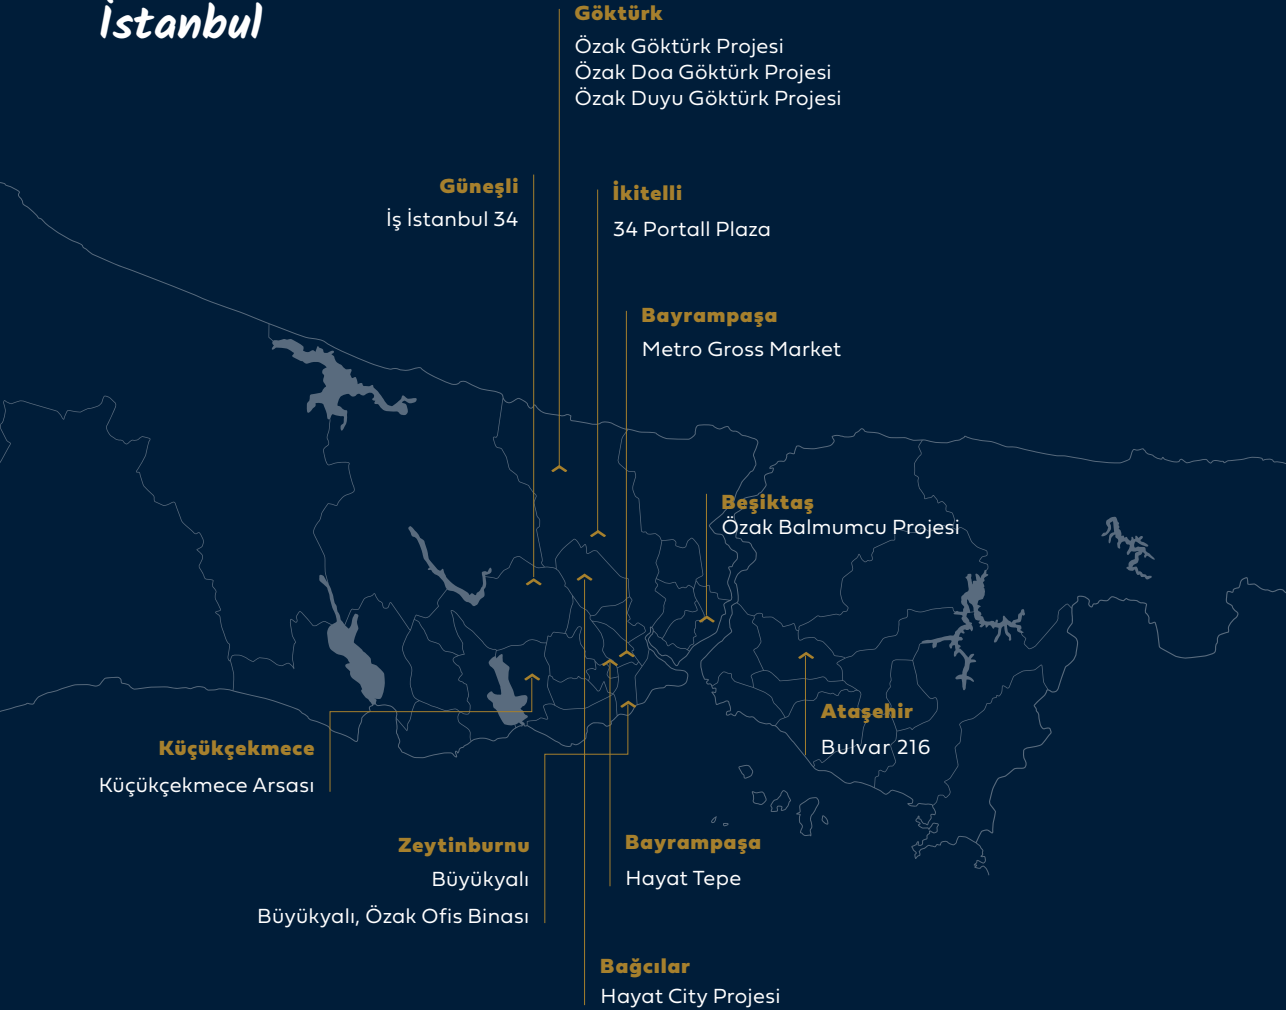 İstanbul
Göktürk
Özak Göktürk Projesi
Özak Doa Göktürk Projesi
Özak Duyu Göktürk Projesi
Güneşli
İş İstanbul 34
İkitelli
34 Portall Plaza
Bayrampaşa
Metro Gross Market
Beşiktaş
Özak Balmumcu Projesi
Ataşehir
Bulvar 216
Küçükçekmece
Küçükçekmece Arsası
Zeytinburnu
Büyükyalı
Büyükyalı, Özak Ofis Binası
Bayrampaşa
Hayat Tepe
Bağcılar
Hayat City Projesi